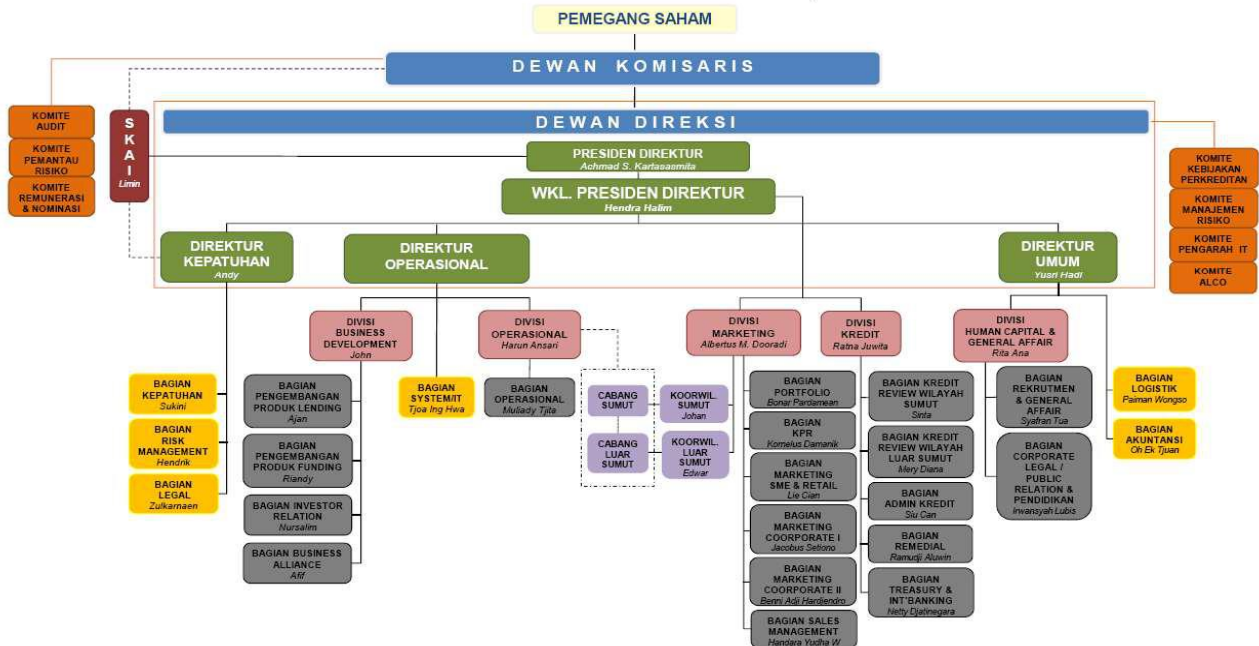 PEMEGANG SAHAM
DEWAN KOMISARIS
DEWAN DIREKSI
KOMITE
AUDIT
KOMITE
PEMANTAU
RISIKO
KOMITE
REMUNERASI
& NOMINASI
SKAI
Limin
PRESIDEN DIREKTUR
Achmad S. Kartasasmita
WKL. PRESIDEN DIREKTUR
Hendra Halim
KOMITE
KEBIJAKAN
PERKREDITAN
KOMITE
MANAJEMEN
RISIKO
KOMITE
PENGARAH IT
KOMITE
ALCO
DIREKTUR
KEPATUHAN
Andy
DIREKTUR
OPERASIONAL
DIREKTUR
UMUM
Yusri Hadi
DIVISI
BUSINESS
DEVELOPMENT
John
DIVISI
OPERASIONAL
Harun Ansari
DIVISI
MARKETING
Albertus M. Dooradi
DIVISI
KREDIT
Ratna Juwita
DIVISI
HUMAN CAPITAL &
GENERAL AFFAIR
Rita Ana
BAGIAN
KEPATUHAN
Sukini
BAGIAN
RISK
MANAGEMENT
Hendrik
BAGIAN
LEGAL
Zulkarnaen
BAGIAN
PENGEMBANGAN
PRODUK LENDING
Ajan
BAGIAN
PENGEMBANGAN
PRODUK FUNDING
Riandy
BAGIAN INVESTOR
RELATION
Nursalim
BAGIAN BUSINESS
ALLIANCE
Afif
BAGIAN
SYSTEM/IT
Tjoa Ing Hwa
BAGIAN
OPERASIONAL
Muliady Tjita
CABANG
SUMUT
CABANG
LUAR
SUMUT
KOORWIL.
SUMUT
Johan
KOORWIL.
LUAR
SUMUT
Edwar
BAGIAN
PORTFOLIO
Bonar Pardamean
BAGIAN
KPR
Kornelus Damanik
BAGIAN
MARKETING
SME & RETAIL
Lie Cian
BAGIAN
MARKETING
COORPORATE I
Jacobus Setiono
BAGIAN
MARKETING
COORPORATE II
Benni Adji Hardjendro
BAGIAN SALES
MANAGEMENT
Handara Yudha W
BAGIAN KREDIT
REVIEW WILAYAH
SUMUT
Sinta
BAGIAN KREDIT
REVIEW WILAYAH
LUAR SUMUT
Mery Diana
BAGIAN
ADMIN KREDIT
Siu Can
BAGIAN
REMEDIAL
Ramudji Aluwin
BAGIAN
TREASURY &
INT'BANKING
Netty Djatinegara
BAGIAN
REKRUTMEN
& GENERAL
AFFAIR
Syafran Tua
BAGIAN
CORPORATE
LEGAL /
PUBLIC
RELATION &
PENDIDIKAN
Irwansyah Lubis
BAGIAN
LOGISTIK
Paiman Wongso
BAGIAN
AKUNTANSI
Oh Ek Tjuan